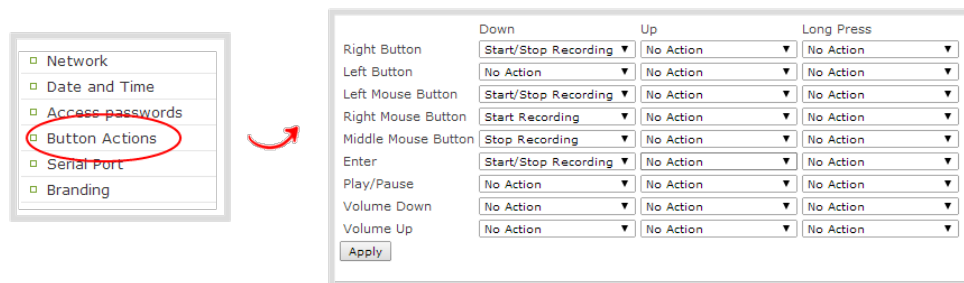 Network
Date and Time
Access passwords
Button Actions
Serial Port
Branding
Down Up Long Press
Right Button Start/Stop Recording No Action No Action
Left Button No Action No Action No Action
Left Mouse Button Start/Stop Recording No Action No Action
Right Mouse Button Start Recording No Action No Action
Middle Mouse Button Stop Recording No Action No Action
Enter Start/Stop Recording No Action No Action
Play/Pause No Action No Action No Action
Volume Down No Action No Action No Action
Volume Up No Action No Action No Action
Apply